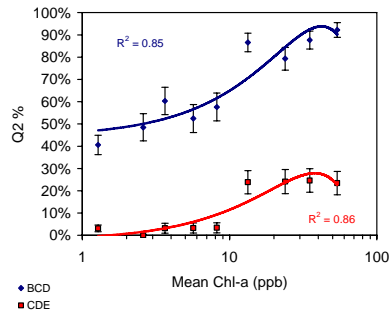 100%
90%
80%
70%
60%
50%
40%
30%
20%
10%
0%
Q2 %
R² = 0.85
R² = 0.86
1 10 100
Mean Chl-a (ppb)
BCD
CDE